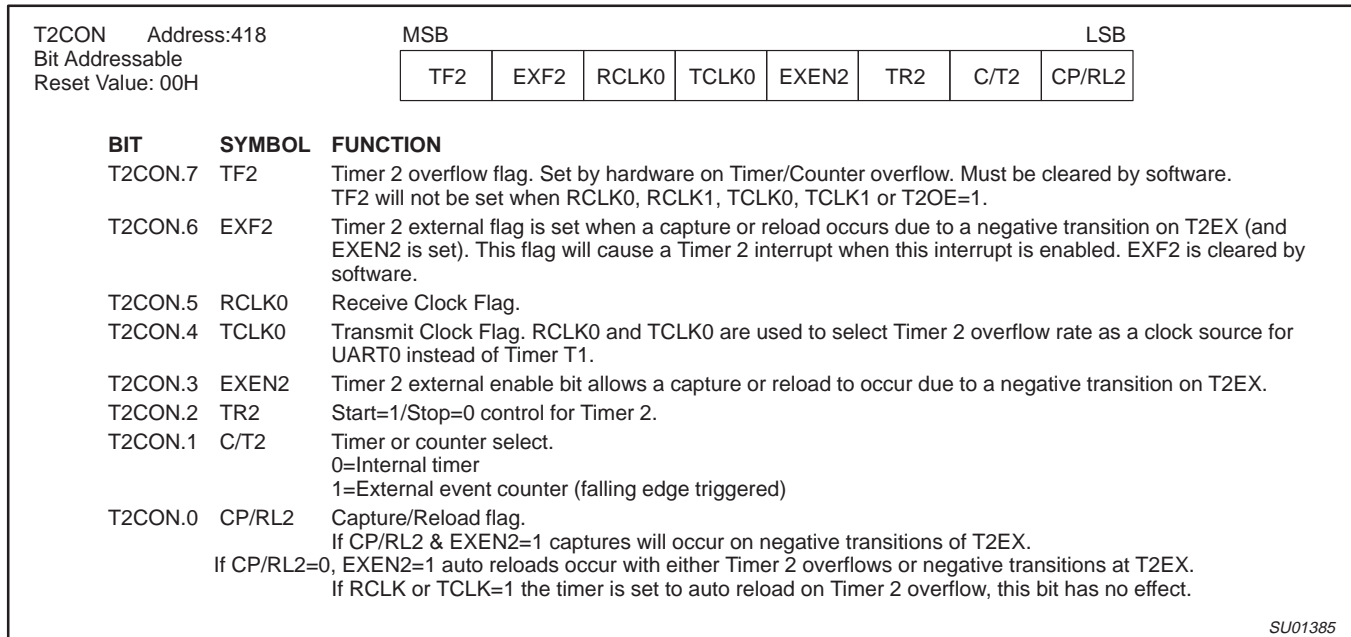 T2CON Address:418 MSB LSB
Bit Addressable
Reset Value: 00H
TF2 EXF2 RCLK0 TCLK0 EXEN2 TR2 C/T2 CP/RL2
BIT SYMBOL FUNCTION
T2CON.7 TF2 Timer 2 overflow flag. Set by hardware on Timer/Counter overflow. Must be cleared by software.
TF2 will not be set when RCLK0, RCLK1, TCLK0, TCLK1 or T2OE=1.
T2CON.6 EXF2 Timer 2 external flag is set when a capture or reload occurs due to a negative transition on T2EX (and
EXEN2 is set). This flag will cause a Timer 2 interrupt when this interrupt is enabled. EXF2 is cleared by
software.
T2CON.5 RCLK0 Receive Clock Flag.
T2CON.4 TCLK0 Transmit Clock Flag. RCLK0 and TCLK0 are used to select Timer 2 overflow rate as a clock source for
UART0 instead of Timer T1.
T2CON.3 EXEN2 Timer 2 external enable bit allows a capture or reload to occur due to a negative transition on T2EX.
T2CON.2 TR2 Start=1/Stop=0 control for Timer 2.
T2CON.1 C/T2 Timer or counter select.
0=Internal timer
1=External event counter (falling edge triggered)
T2CON.0 CP/RL2 Capture/Reload flag.
If CP/RL2 & EXEN2=1 captures will occur on negative transitions of T2EX.
If CP/RL2=0, EXEN2=1 auto reloads occur with either Timer 2 overflows or negative transitions at T2EX.
If RCLK or TCLK=1 the timer is set to auto reload on Timer 2 overflow, this bit has no effect.
SU01385